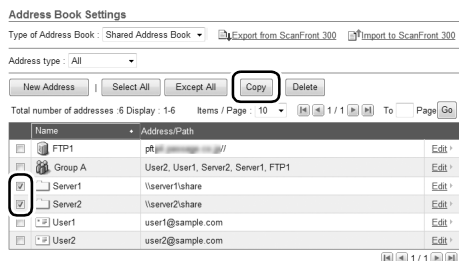 Address Book Settings
Type of Address Book : Shared Address Book Export from ScanFront 300 Import to ScanFront 300
Address type : All
New Address | Select All Except All Copy Delete
Total number of addresses :6 Display : 1-6 Items / Page : 10 1 / 1 To Page Go
Name Address/Path
FTP1 pft //  Edit
Group A User2, User1, Server2, Server1, FTP1 Edit
Server1 \\server1\share Edit
Server2 \\server2\share Edit
User1 user1@sample.com Edit
User2 user2@sample.com Edit
1 / 1